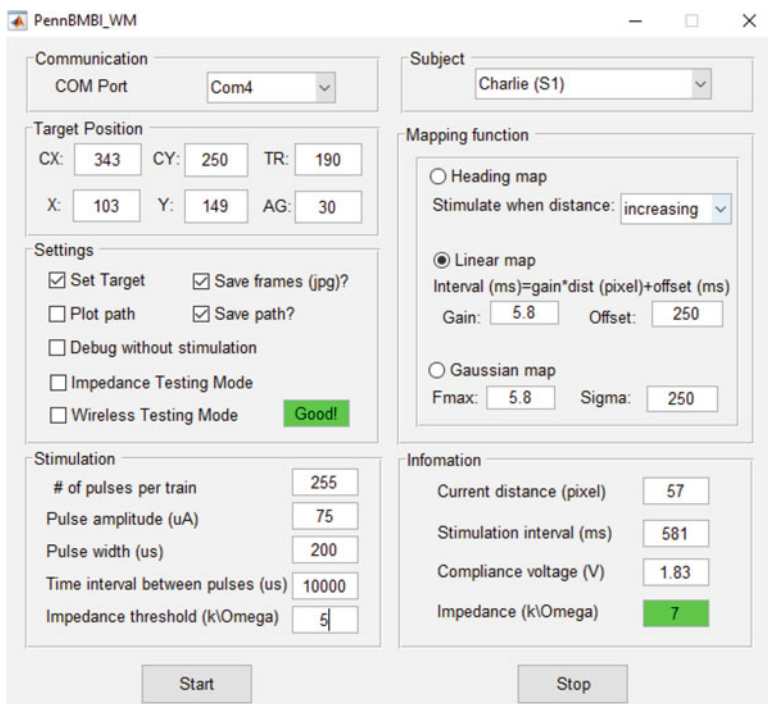 PennBMBI_WM
Communication
COM Port Com4
Target Position
CX: 343 CY: 250 TR: 190
X: 103 Y: 149 AG: 30
Settings
Set Target Save frames (jpg)?
Plot path Save path?
Debug without stimulation
Impedance Testing Mode
Wireless Testing Mode Good!
Stimulation
# of pulses per train 255
Pulse amplitude (uA) 75
Pulse width (us) 200
Time interval between pulses (us) 10000
Impedance threshold (k\Omega) 5
Start
Subject
Charlie (S1)
Mapping function
Heading map
Stimulate when distance: increasing
Linear map
Interval (ms)=gain*dist (pixel)+offset (ms)
Gain: 5.8 Offset: 250
Gaussian map
Fmax: 5.8 Sigma: 250
Infomation
Current distance (pixel) 57
Stimulation interval (ms) 581
Compliance voltage (V) 1.83
Impedance (k\Omega) 7
Stop